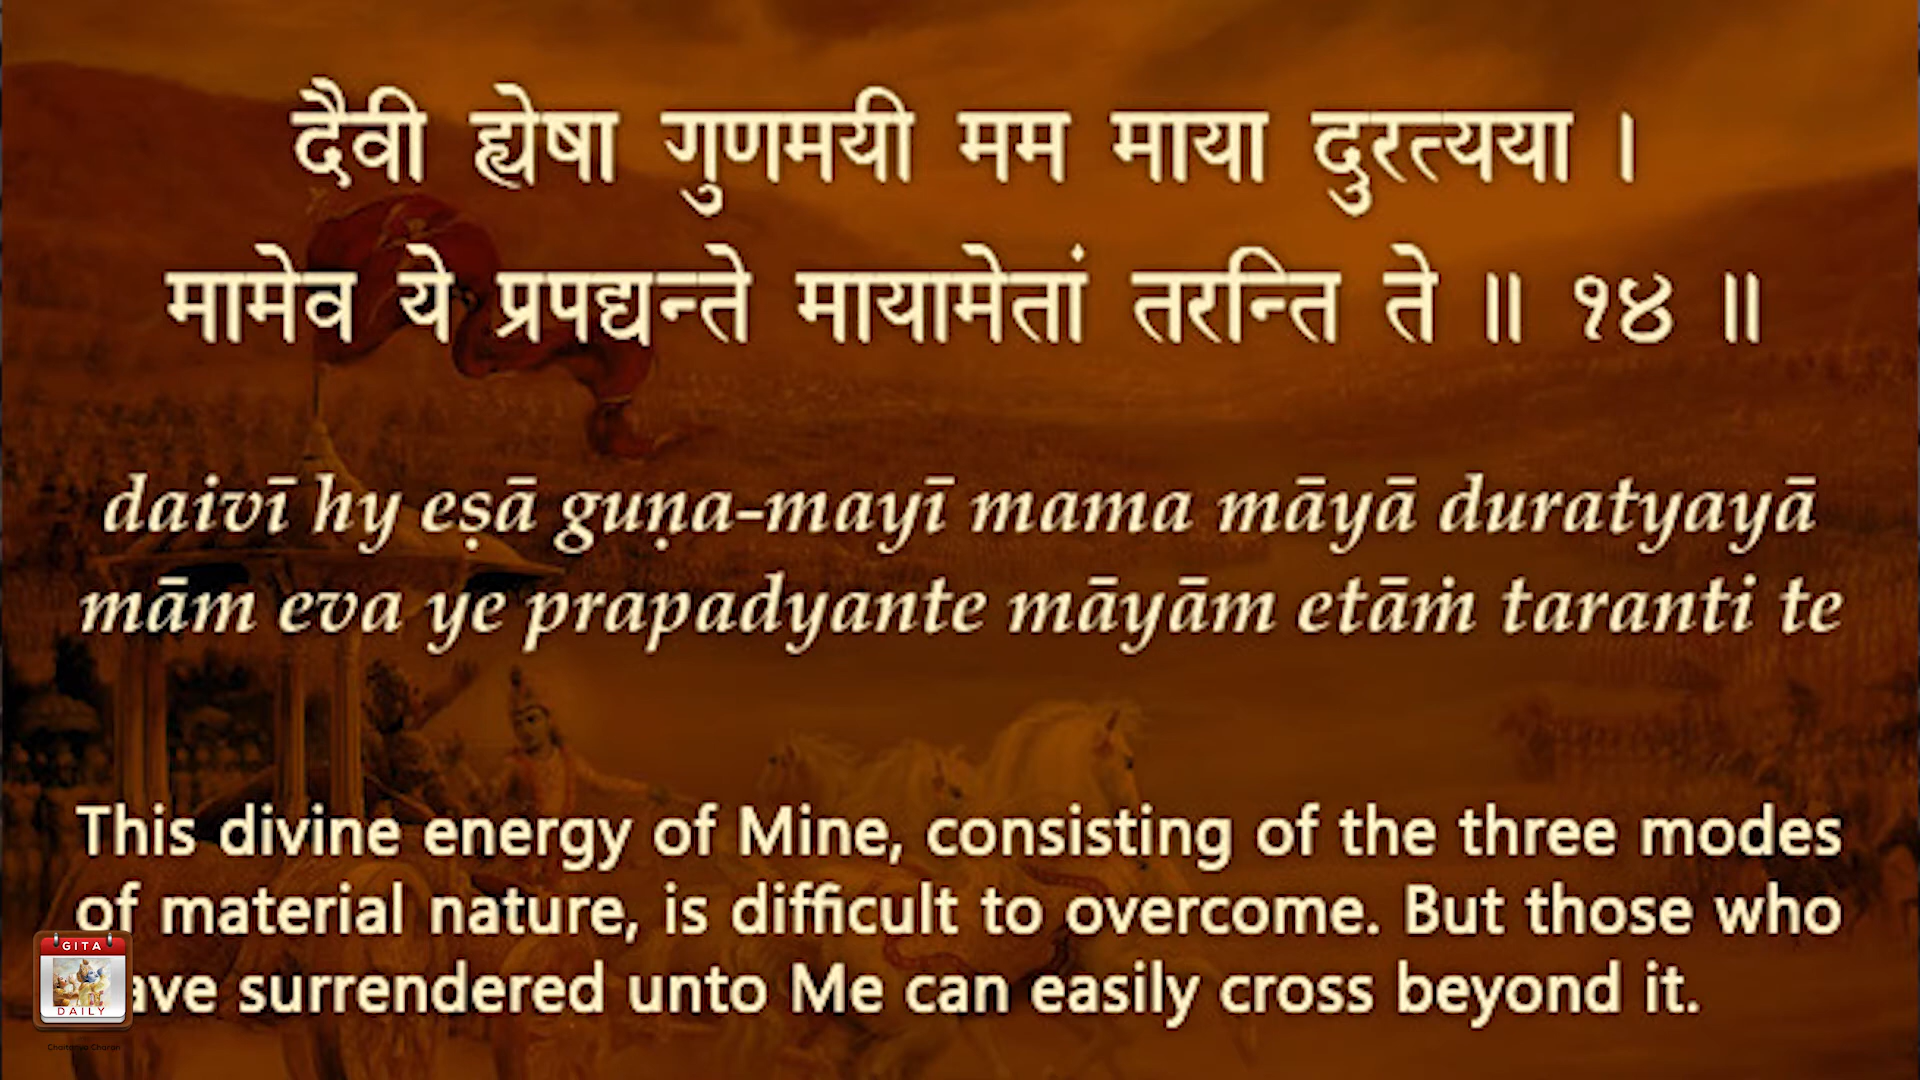 दैवी ह्येषा गुणमयी मम माया दुरत्यया ।
मामेव ये प्रपद्यन्ते मायामेतां तरन्ति ते ॥ १४ ॥
daivī hy eṣā guṇa-mayī mama māyā duratyayā
mām eva ye prapadyante māyām etāṁ taranti te
This divine energy of Mine, consisting of the three modes
of material nature, is difficult to overcome. But those who
ave surrendered unto Me can easily cross beyond it.
GITA
DAILY
Chaitanya Charan